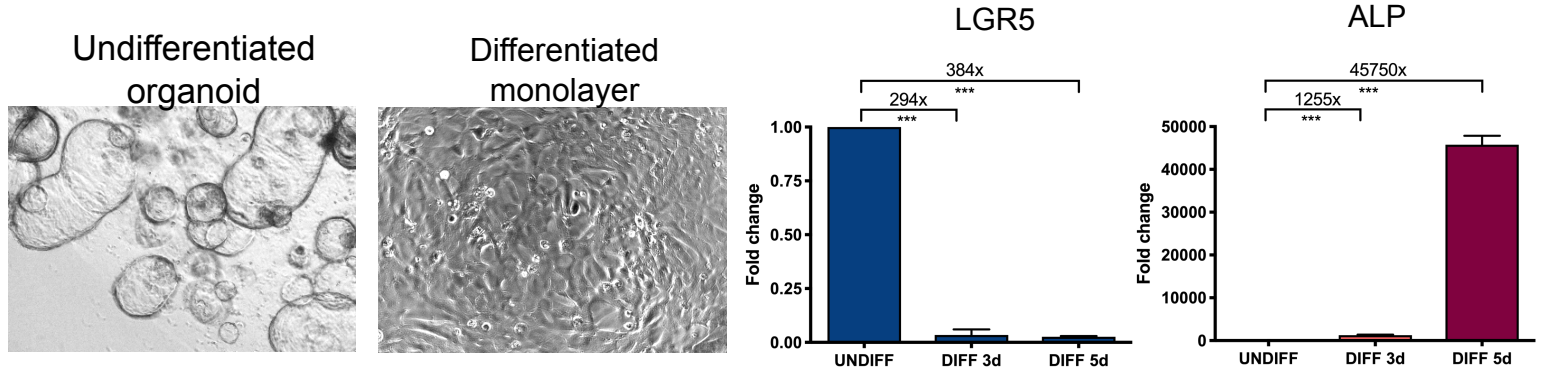 Undifferentiated
organoid
Differentiated
monolayer
LGR5
384x
***
294x
***
Fold change
1.00
0.75
0.50
0.25
0.00
UNDIFF
DIFF 3d
DIFF 5d
ALP
45750x
***
1255x
***
Fold change
50000
40000
30000
20000
10000
0
UNDIFF
DIFF 3d
DIFF 5d